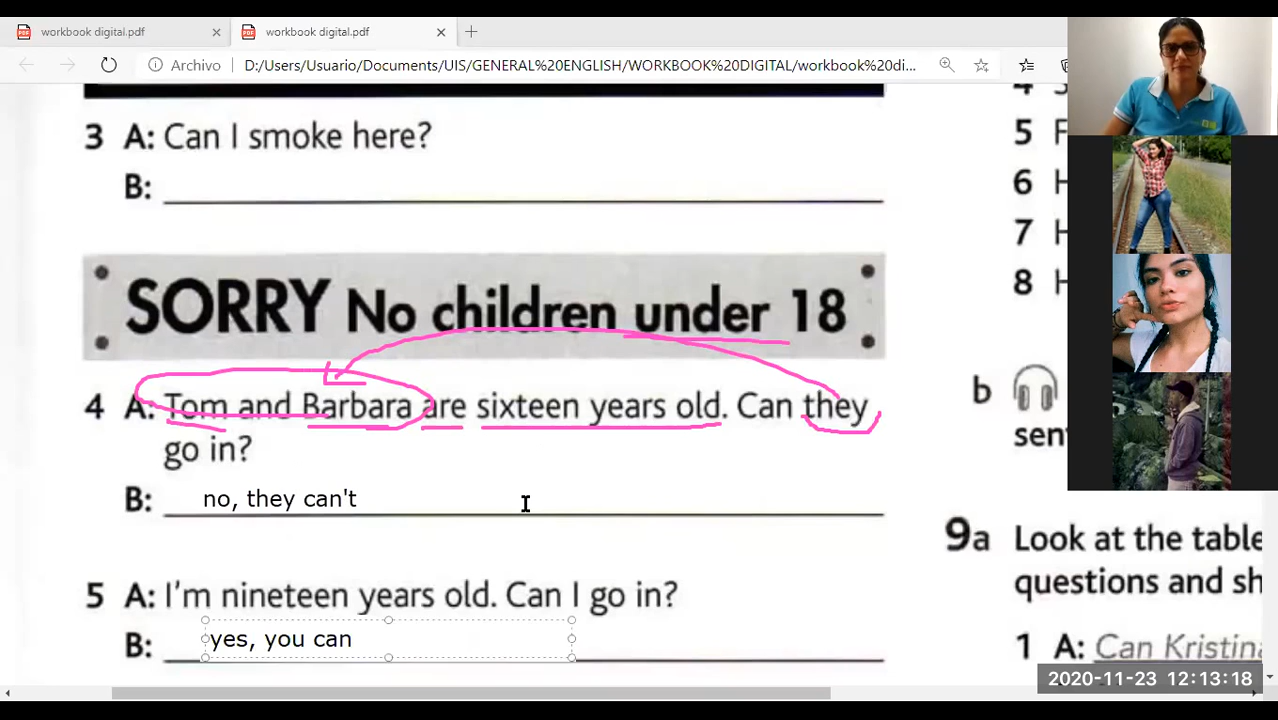 workbook digital.pdf
workbook digital.pdf
Archivo
D:/Users/Usuario/Documents/UIS/GENERAL%20ENGLISH/WORKBOOK%20DIGITAL/workbook%20di...
3 A: Can I smoke here?
B:
SORRY No children under 18
4 A: Tom and Barbara are sixteen years old. Can they
go in?
B: no, they can't
5 A: I'm nineteen years old. Can I go in?
B: yes, you can
5
6
7
8
b
9a Look at the table
questions and sh
1 A: Can Kristin
2020-11-23 12:13:18